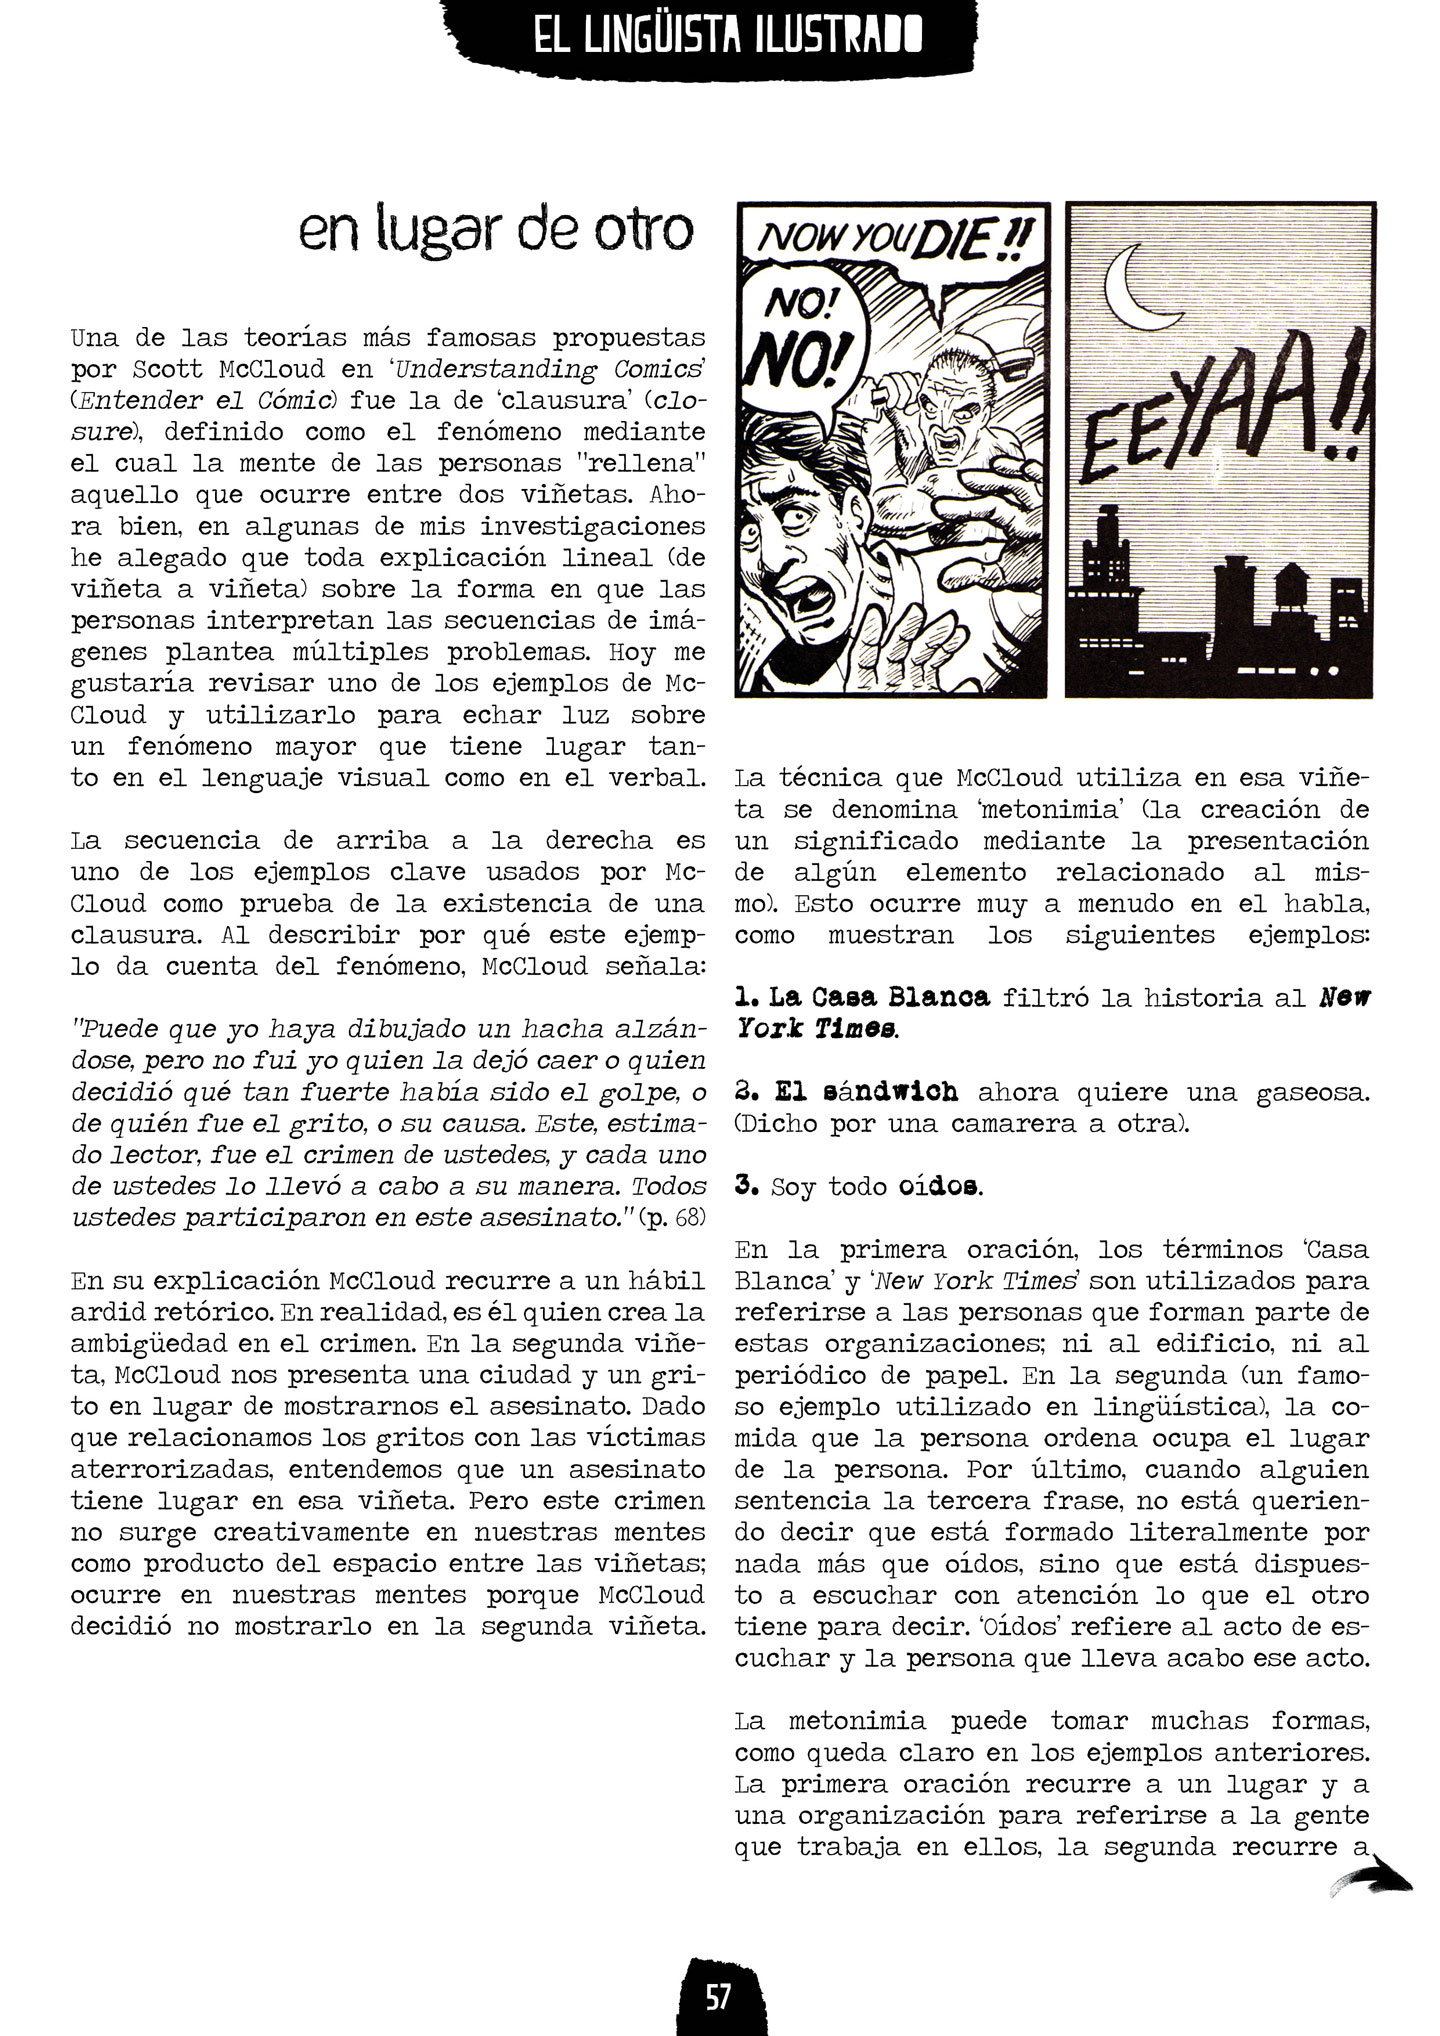 EL LINGÜISTA ILUSTRADO
en lugar de otro
Una de las teorías más famosas propuestas
por Scott McCloud en ‘Understanding Comics’
(Entender el Cómic) fue la de ‘clausura’ (clo-
sure), definido como el fenómeno mediante
el cual la mente de las personas "rellena"
aquello que ocurre entre dos viñetas. Aho-
ra bien, en algunas de mis investigaciones
he alegado que toda explicación lineal (de
viñeta a viñeta) sobre la forma en que las
personas interpretan las secuencias de imá-
genes plantea múltiples problemas. Hoy me
gustaría revisar uno de los ejemplos de Mc-
Cloud y utilizarlo para echar luz sobre
un fenómeno mayor que tiene lugar tan-
to en el lenguaje visual como en el verbal.
La secuencia de arriba a la derecha es
uno de los ejemplos clave usados por Mc-
Cloud como prueba de la existencia de una
clausura. Al describir por qué este ejemp-
lo da cuenta del fenómeno, McCloud señala:
"Puede que yo haya dibujado un hacha alzán-
dose, pero no fui yo quien la dejó caer o quien
decidió qué tan fuerte había sido el golpe, o
de quién fue el grito, o su causa. Este, estima-
do lector, fue el crimen de ustedes, y cada uno
de ustedes lo llevó a cabo a su manera. Todos
ustedes participaron en este asesinato." (p. 68)
En su explicación McCloud recurre a un hábil
ardid retórico. En realidad, es él quien crea la
ambigüedad en el crimen. En la segunda viñe-
ta, McCloud nos presenta una ciudad y un gri-
to en lugar de mostrarnos el asesinato. Dado
que relacionamos los gritos con las víctimas
aterrorizadas, entendemos que un asesinato
tiene lugar en esa viñeta. Pero este crimen
no surge creativamente en nuestras mentes
como producto del espacio entre las viñetas;
ocurre en nuestras mentes porque McCloud
decidió no mostrarlo en la segunda viñeta.
NOW YOU DIE!!
NO!
NO!
EEYAA!!
La técnica que McCloud utiliza en esa viñe-
ta se denomina ‘metonimia’ (la creación de
un significado mediante la presentación
de algún elemento relacionado al mis-
mo). Esto ocurre muy a menudo en el habla,
como muestran los siguientes ejemplos:
1. La Casa Blanca filtró la historia al New
York Times.
2. El sándwich ahora quiere una gaseosa.
(Dicho por una camarera a otra).
3. Soy todo oídos.
En la primera oración, los términos ‘Casa
Blanca’ y ‘New York Times’ son utilizados para
referirse a las personas que forman parte de
estas organizaciones; ni al edificio, ni al
periódico de papel. En la segunda (un famo-
so ejemplo utilizado en lingüística), la co-
mida que la persona ordena ocupa el lugar
de la persona. Por último, cuando alguien
sentencia la tercera frase, no está querien-
do decir que está formado literalmente por
nada más que oídos, sino que está dispues-
to a escuchar con atención lo que el otro
tiene para decir. ‘Oídos’ refiere al acto de es-
cuchar y la persona que lleva acabo ese acto.
La metonimia puede tomar muchas formas,
como queda claro en los ejemplos anteriores.
La primera oración recurre a un lugar y a
una organización para referirse a la gente
que trabaja en ellos, la segunda recurre a
57